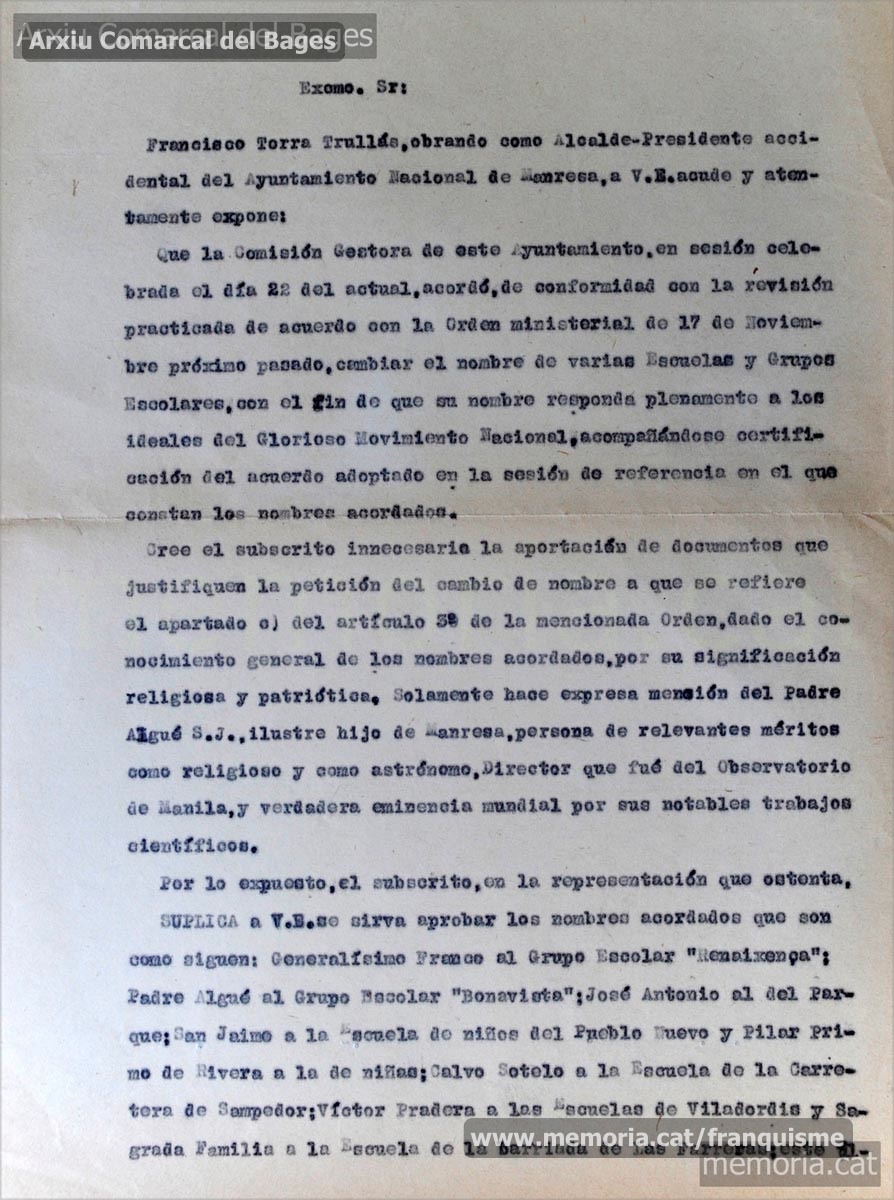 Arxiu Comarcal del Bages
Arxiu Comarcal del Bages
Excmo. Sr:
Francisco Torra Trullás,obrando como Alcalde-Presidente acci-
dental del Ayuntamiento Nacional de Manresa,a V.E.acude y aten-
tamente expone:
Que la Comisión Gestora de este Ayuntamiento,en sesión cele-
brada el día 22 del actual,acordó,de conformidad con la revisión
practicada de acuerdo con la Orden ministerial de 17 de Noviem-
bre próximo pasado,cambiar el nombre de varias Escuelas y Grupos
Escolares,con el fin de que su nombre responda plenamente a los
ideales del Glorioso Movimiento Nacional,acompañándose certifi-
cación del acuerdo adoptado en la sesión de referencia en el que
constan los nombres acordados.
Cree el subscrito innecesaria la aportación de documentos que
justifiquen la petición del cambio de nombre a que se refiere
el apartado c) del artículo 3º de la mencionada Orden,dado el co-
nocimiento general de los nombres acordados,por su significación
religiosa y patriótica. Solamente hace expresa mensión del Padre
Algué S.J.,ilustre hijo de Manresa,persona de relevantes méritos
como religioso y como astrónomo,Director que fué del Observatorio
de Manila,y verdadera eminencia mundial por sus notables trabajos
científicos.
Por lo expuesto,el subscrito,en la representación que ostenta,
SUPLICA a V.E.se sirva aprobar los nombres acordados que son
como siguen: Generalísimo Franco al Grupo Escolar "Renaixença";
Padre Algué al Grupo Escolar "Bonavista";José Antonio al del Par-
que;San Jaime a la Escuela de niños del Pueblo Nuevo y Pilar Pri-
mo de Rivera a la de niñas;Calvo Sotelo a la Escuela de la Carre-
tera de Sampedor;Víctor Pradera a las Escuelas de Viladordis y Sa-
grada Familia a la Escuela de la barriada de Las Farreras;este úl-
www.memoria.cat/franquisme
memoria.cat